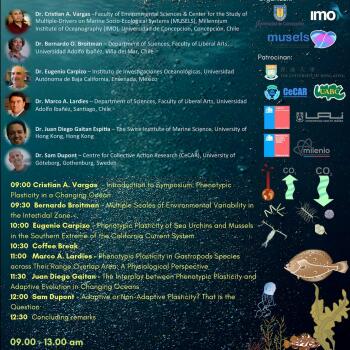 Dr. Cristian A. Vargas –Faculty of Environmental Sciences & Center for the Study of
Multiple-Drivers on Marine Socio-Ecological Systems (MUSELS), Millennium
Institute of Oceanography (IMO), Universidad de Concepcion, Concepción, Chile
Dr. Bernardo G. Broitman – Department of Sciences, Faculty of Liberal Arts,
Universidad Adolfo Ibáñez, Viña del Mar, Chile
Dr. Eugenio Carpizo – Instituto de Investigaciones Oceanológicas, Universidad
Autónoma de Baja California, Ensenada, México
Dr. Marco A. Lardies – Department of Sciences, Faculty of Liberal Arts, Universidad
Adolfo Ibáñez, Santiago, Chile
Dr. Juan Diego Gaitan Espitia – The Swire Institute of Marine Science, University of
Hong Kong, Hong Kong
Dr. Sam Dupont – Centre for Collective Action Research (CeCAR), University of
Göteborg, Gothenburg, Sweden
09:00 Cristian A. Vargas – Introduction to Symposium: Phenotypic
Plasticity in a Changing Ocean
09:30 Bernardo Broitman – Multiple Scales of Environmental Variability in
the Intertidal Zone
10:00 Eugenio Carpizo – Phenotypic Plasticity of Sea Urchins and Mussels
in the Southern Extreme of the California Current System
10:30 Coffee Break
11:00 Marco A. Lardies - Phenotypic Plasticity in Gastropods Species
across Their Range Overlap Area: A Physiological Perspective
11:30 Juan Diego Gaitan – The Interplay between Phenotypic Plasticity and
Adaptive Evolution in Changing Oceans
12:00 Sam Dupont – Adaptive or Non-Adaptive Plasticity? That is the
Question
12:30 Concluding remarks
09.00 - 13.00 am
imo
musels
Patrocinan:
CeCAR
UABC
milenio
CO2
CO2